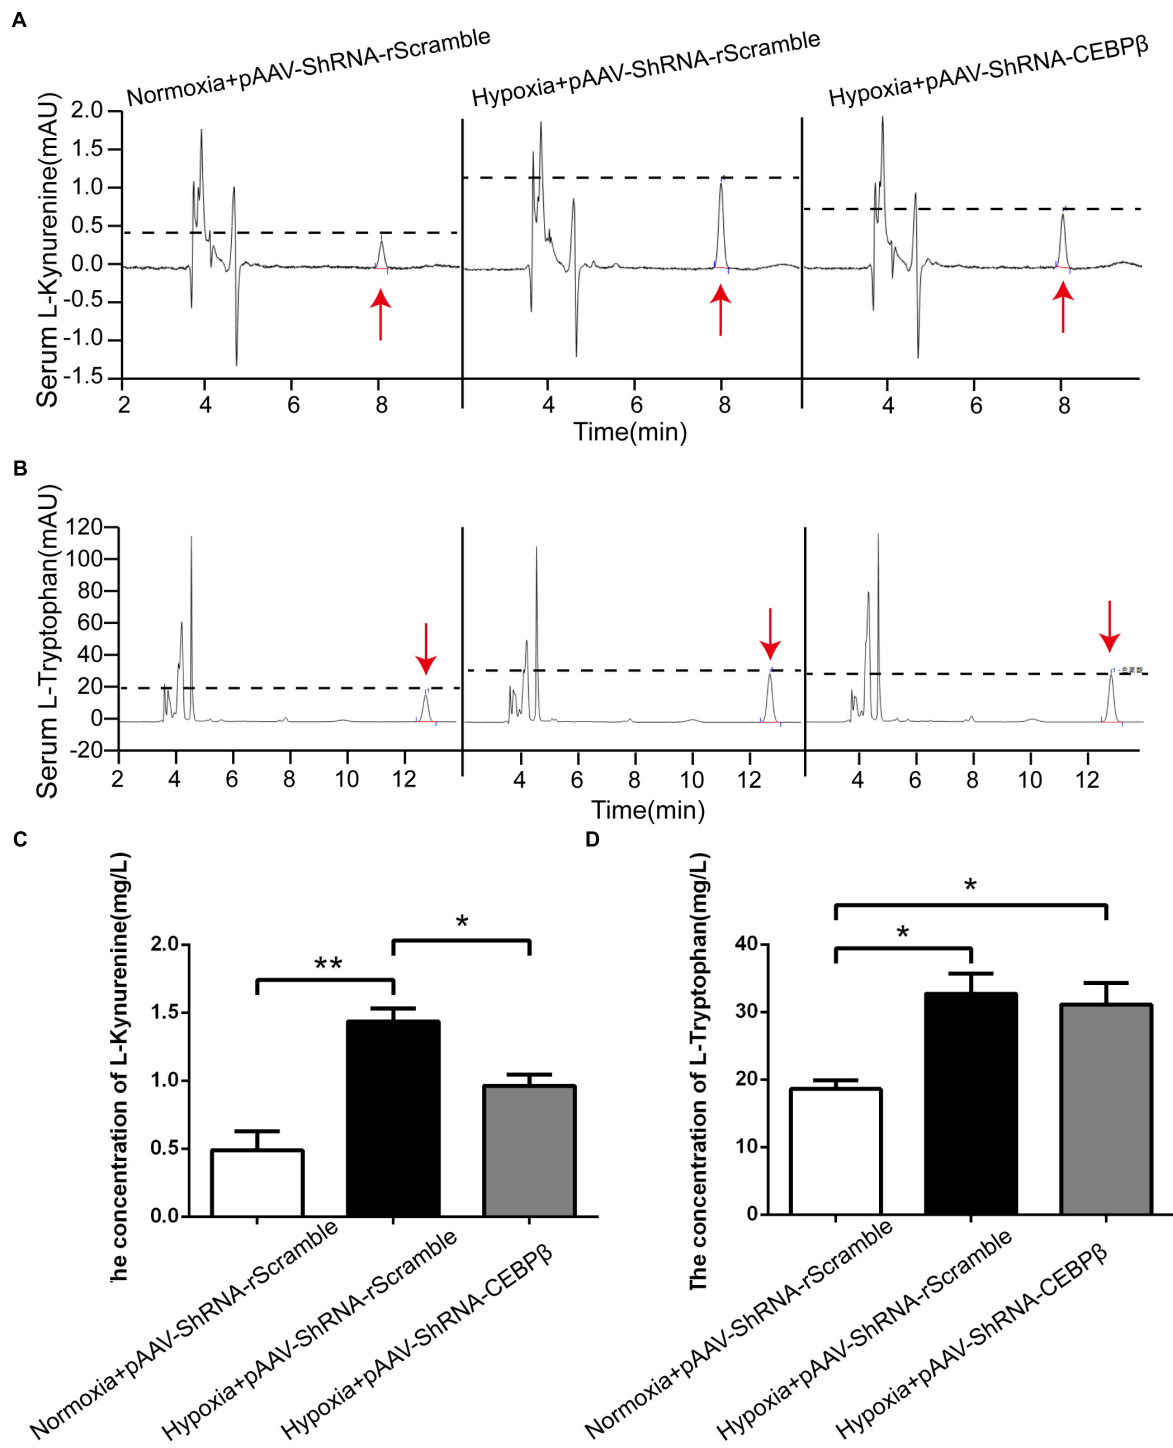 A
Normoxia+pAAV-ShRNA-rScramble
Hypoxia+pAAV-ShRNA-rScramble
Hypoxia+pAAV-ShRNA-CEBPβ
Serum L-Kynurenine(mAU)
2.0
1.5
1.0
0.5
0.0
-0.5
-1.0
-1.5
2 4 6 8 4 6 8 4 6 8
Time(min)
B
Serum L-Tryptophan(mAU)
120
100
80
60
40
20
0
-20
2 4 6 8 10 12 4 6 8 10 12 4 6 8 10 12
Time(min)
C
he concentration of L-Kynurenine(mg/L)
2.0
1.5
1.0
0.5
0.0
**
*
Normoxia+pAAV-ShRNA-rScramble
Hypoxia+pAAV-ShRNA-rScramble
Hypoxia+pAAV-ShRNA-CEBPβ
D
The concentration of L-Tryptophan(mg/L)
40
30
20
10
0
*
*
Normoxia+pAAV-ShRNA-rScramble
Hypoxia+pAAV-ShRNA-rScramble
Hypoxia+pAAV-ShRNA-CEBPβ